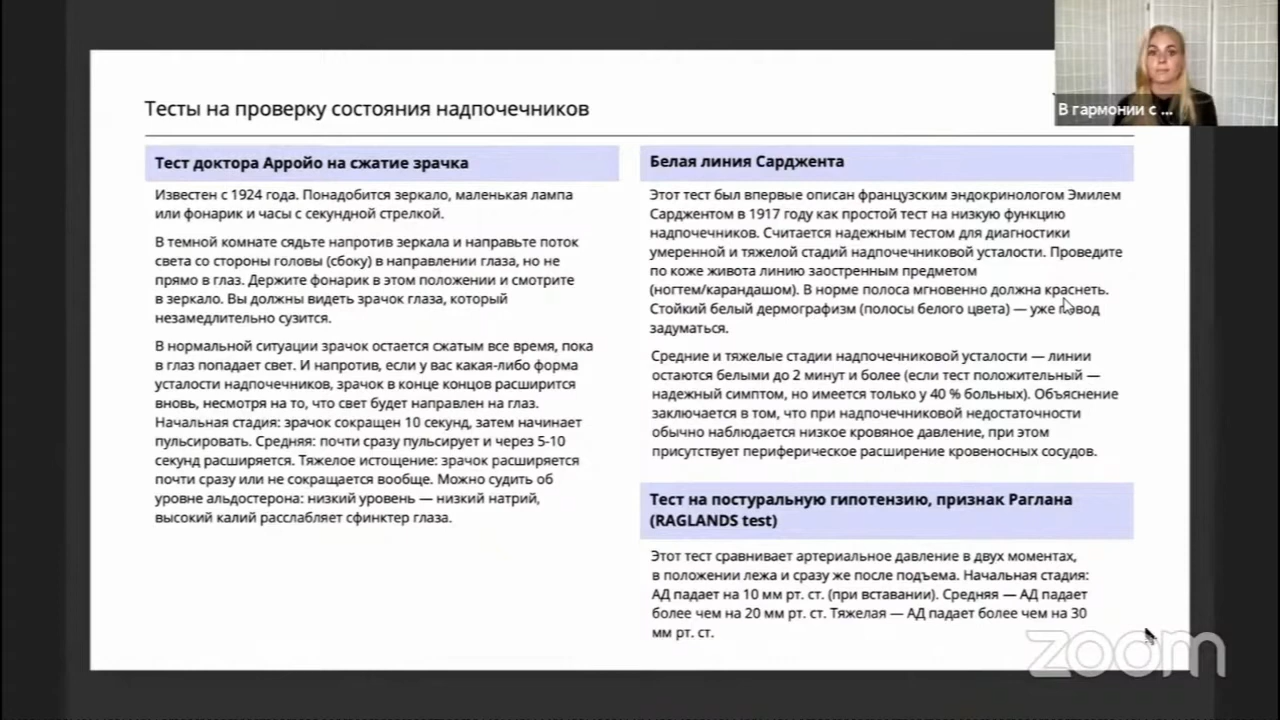 В гармонии с ...
Тесты на проверку состояния надпочечников
Тест доктора Арройо на сжатие зрачка
Известен с 1924 года. Понадобится зеркало, маленькая лампа
или фонарик и часы с секундной стрелкой.
В темной комнате сядьте напротив зеркала и направьте поток
света со стороны головы (сбоку) в направлении глаза, но не
прямо в глаз. Держите фонарик в этом положении и смотрите
в зеркало. Вы должны видеть зрачок глаза, который
незамедлительно сузится.
В нормальной ситуации зрачок остается сжатым все время, пока
в глаз попадает свет. И напротив, если у вас какая-либо форма
усталости надпочечников, зрачок в конце концов расширится
вновь, несмотря на то, что свет будет направлен на глаз.
Начальная стадия: зрачок сокращен 10 секунд, затем начинает
пульсировать. Средняя: почти сразу пульсирует и через 5-10
секунд расширяется. Тяжелое истощение: зрачок расширяется
почти сразу или не сокращается вообще. Можно судить об
уровне альдостерона: низкий уровень — низкий натрий,
высокий калий расслабляет сфинктер глаза.
Белая линия Сарджента
Этот тест был впервые описан французским эндокринологом Эмилем
Сарджентом в 1917 году как простой тест на низкую функцию
надпочечников. Считается надежным тестом для диагностики
умеренной и тяжелой стадий надпочечниковой усталости. Проведите
по коже живота линию заостренным предметом
(ногтем/карандашом). В норме полоса мгновенно должна краснеть.
Стойкий белый дермографизм (полосы белого цвета) — уже повод
задуматься.
Средние и тяжелые стадии надпочечниковой усталости — линии
остаются белыми до 2 минут и более (если тест положительный —
надежный симптом, но имеется только у 40 % больных). Объяснение
заключается в том, что при надпочечниковой недостаточности
обычно наблюдается низкое кровяное давление, при этом
присутствует периферическое расширение кровеносных сосудов.
Тест на постуральную гипотензию, признак Раглана
(RAGLANDS test)
Этот тест сравнивает артериальное давление в двух моментах,
в положении лежа и сразу же после подъема. Начальная стадия:
АД падает на 10 мм рт. ст. (при вставании). Средняя — АД падает
более чем на 20 мм рт. ст. Тяжелая — АД падает более чем на 30
мм рт. ст.
zoom